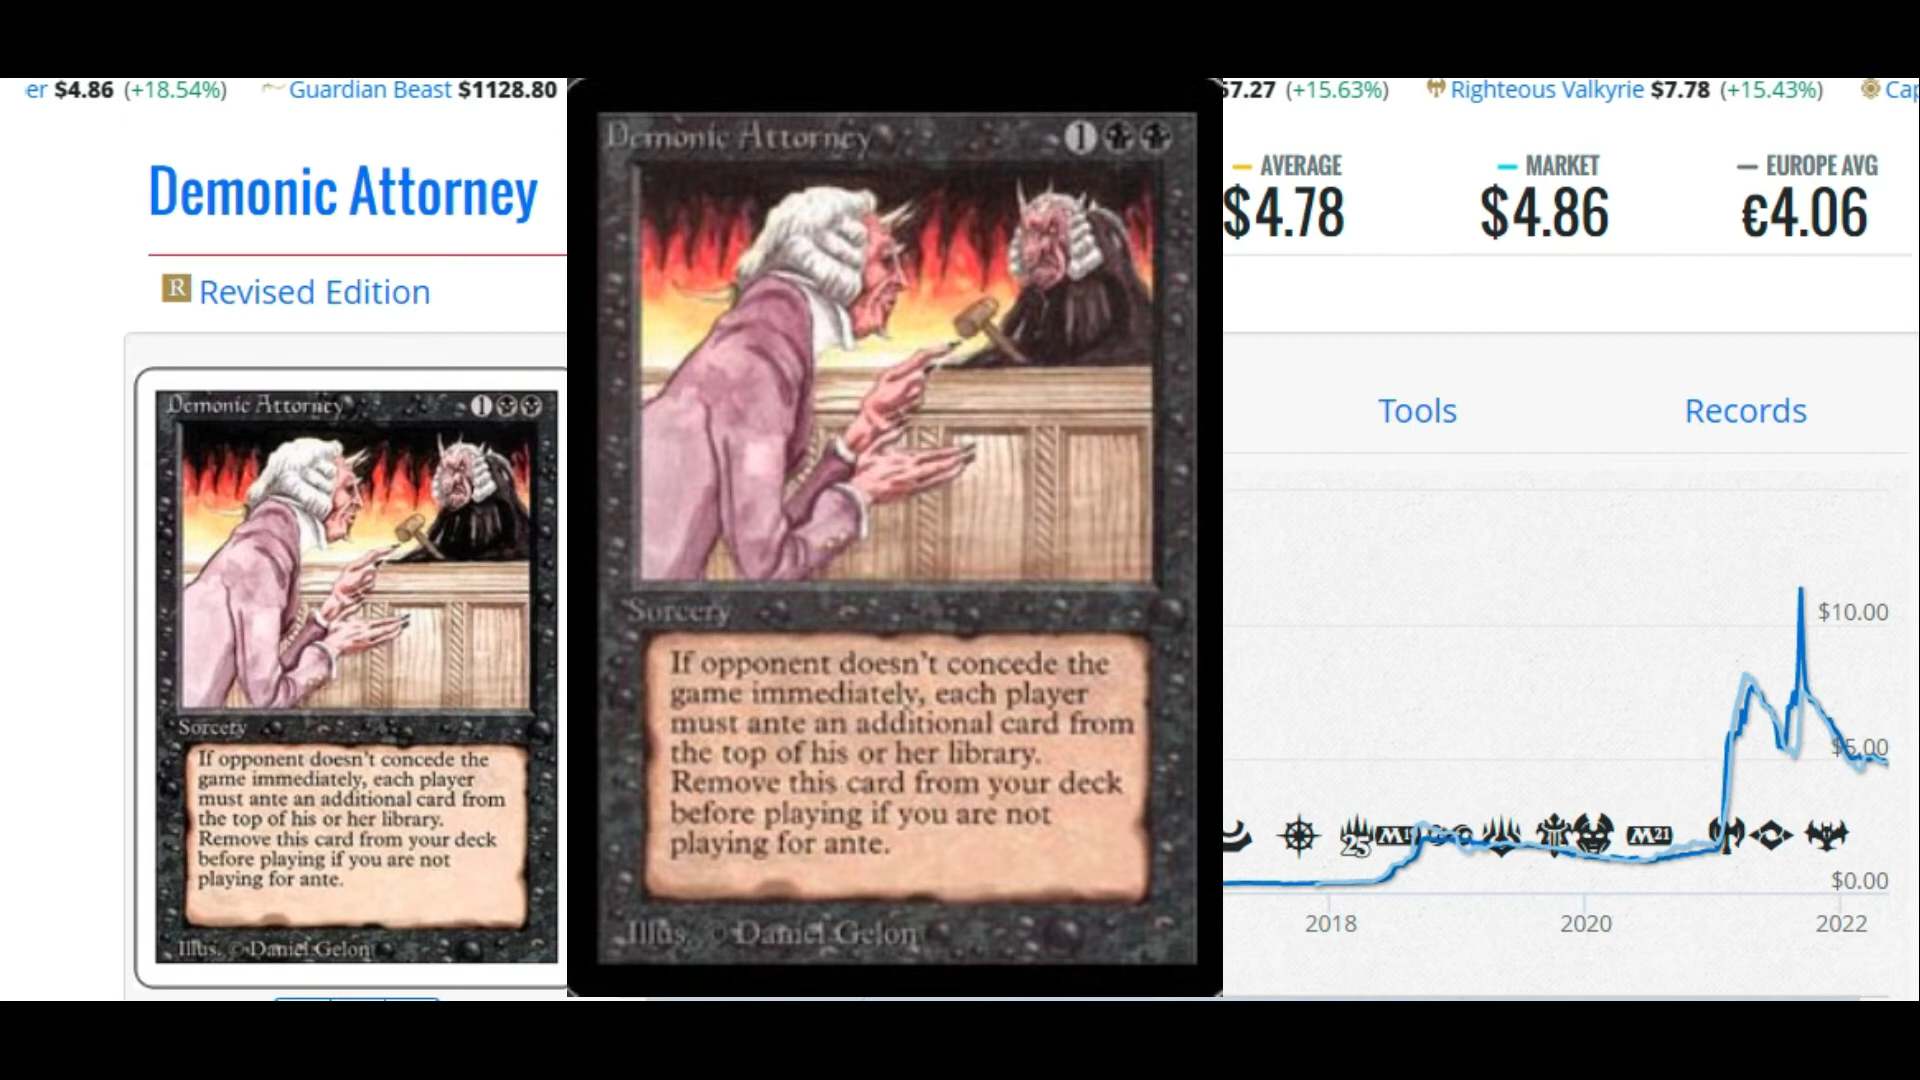 er $4.86 (+18.54%) Guardian Beast $1128.80
57.27 (+15.63%) Righteous Valkyrie $7.78 (+15.43%) Cap
Demonic Attorney
R Revised Edition
Demonic Attorney 1
Sorcery
If opponent doesn't concede the
game immediately, each player
must ante an additional card from
the top of his or her library.
Remove this card from your deck
before playing if you are not
playing for ante.
Illus. © Daniel Gelon
Demonic Attorney 1
Sorcery
If opponent doesn't concede the
game immediately, each player
must ante an additional card from
the top of his or her library.
Remove this card from your deck
before playing if you are not
playing for ante.
Illus. © Daniel Gelon
AVERAGE
$4.78
MARKET
$4.86
EUROPE AVG
€4.06
Tools
Records
$10.00
$5.00
25 M M21
$0.00
2018 2020 2022